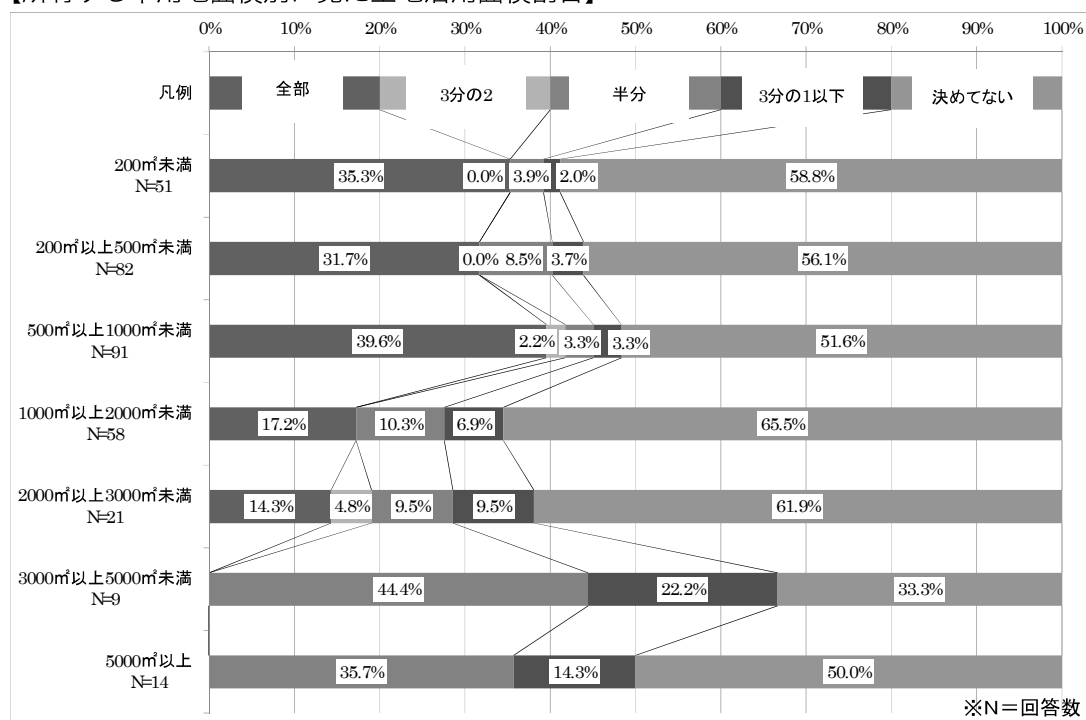 0% 10% 20% 30% 40% 50% 60% 70% 80% 90% 100%
凡例 全部 3分の2 半分 3分の1以下 決めてない
200㎡未満
N=51
35.3% 0.0% 3.9% 2.0% 58.8%
200㎡以上500㎡未満
N=82
31.7% 0.0% 8.5% 3.7% 56.1%
500㎡以上1000㎡未満
N=91
39.6% 2.2% 3.3% 3.3% 51.6%
1000㎡以上2000㎡未満
N=58
17.2% 10.3% 6.9% 65.5%
2000㎡以上3000㎡未満
N=21
14.3% 4.8% 9.5% 9.5% 61.9%
3000㎡以上5000㎡未満
N=9
44.4% 22.2% 33.3%
5000㎡以上
N=14
35.7% 14.3% 50.0%
※N=回答数